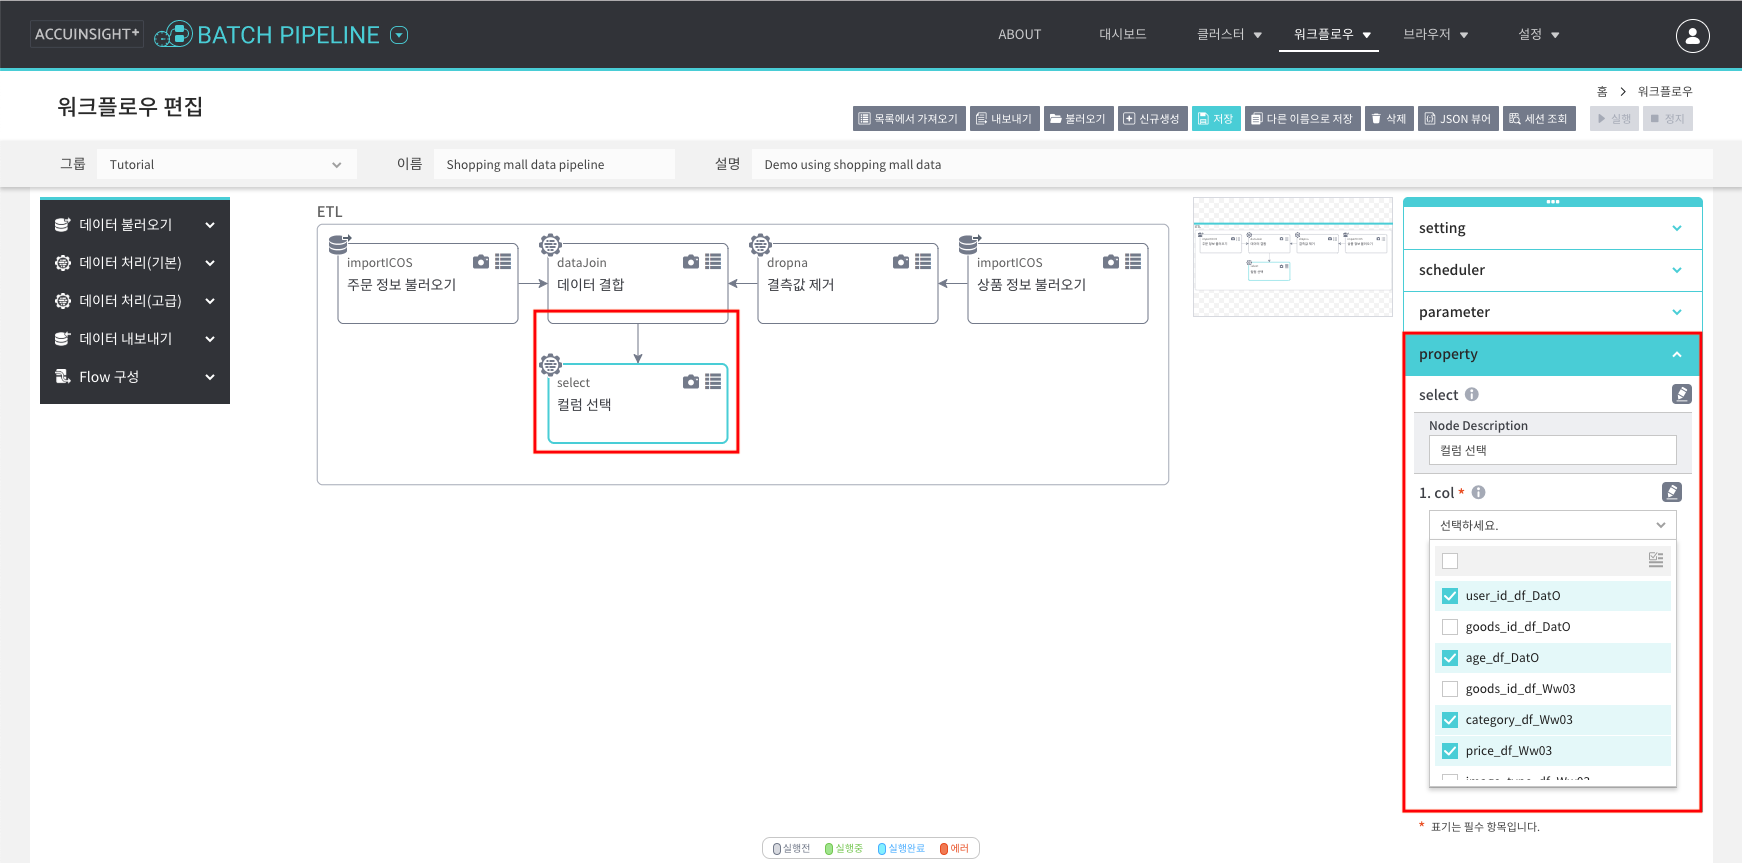 ACCUINSIGHT+ BATCH PIPELINE ABOUT 대시보드 클러스터 워크플로우 브라우저 설정
홈 > 워크플로우
워크플로우 편집
목록에서 가져오기 내보내기 불러오기 신규생성 저장 다른 이름으로 저장 삭제 JSON 뷰어 세션 조회 실행 정지
그룹 Tutorial 이름 Shopping mall data pipeline 설명 Demo using shopping mall data
데이터 불러오기
데이터 처리(기본)
데이터 처리(고급)
데이터 내보내기
Flow 구성
ETL
importICOS
주문 정보 불러오기
dataJoin
데이터 결합
dropna
결측값 제거
importICOS
상품 정보 불러오기
select
컬럼 선택
setting
scheduler
parameter
property
select
Node Description
컬럼 선택
1. col *
선택하세요.
user_id_df_DatO
goods_id_df_DatO
age_df_DatO
goods_id_df_Ww03
category_df_Ww03
price_df_Ww03
image_type_df_Ww03
* 표기는 필수 항목입니다.
실행전 실행중 실행완료 에러